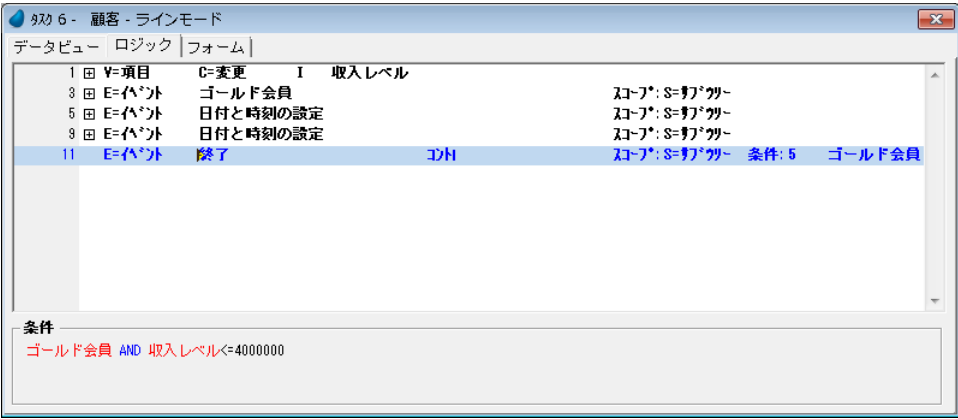 ﾀｽｸ 6 - 顧客 - ラインモード
データビュー ロジック フォーム
1 V=項目 C=変更 I 収入レベル
3 E=ｲﾍﾞﾝﾄ ゴールド会員 ｽｺｰﾌﾟ: S=ｻﾌﾞﾂﾘｰ
5 E=ｲﾍﾞﾝﾄ 日付と時刻の設定 ｽｺｰﾌﾟ: S=ｻﾌﾞﾂﾘｰ
9 E=ｲﾍﾞﾝﾄ 日付と時刻の設定 ｽｺｰﾌﾟ: S=ｻﾌﾞﾂﾘｰ
11 E=ｲﾍﾞﾝﾄ 終了 ｺﾝﾄﾛ ｽｺｰﾌﾟ: S=ｻﾌﾞﾂﾘｰ 条件: 5 ゴールド会員
条件
ゴールド会員 AND 収入レベル<=4000000